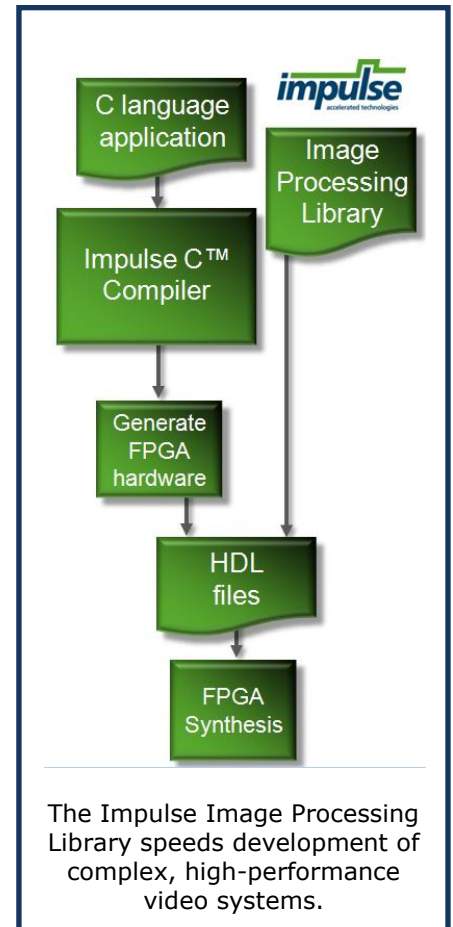 impulse
accelerated technologies
C language
application
Image
Processing
Library
Impulse C™
Compiler
Generate
FPGA
hardware
HDL
files
FPGA
Synthesis
The Impulse Image Processing
Library speeds development of
complex, high-performance
video systems.